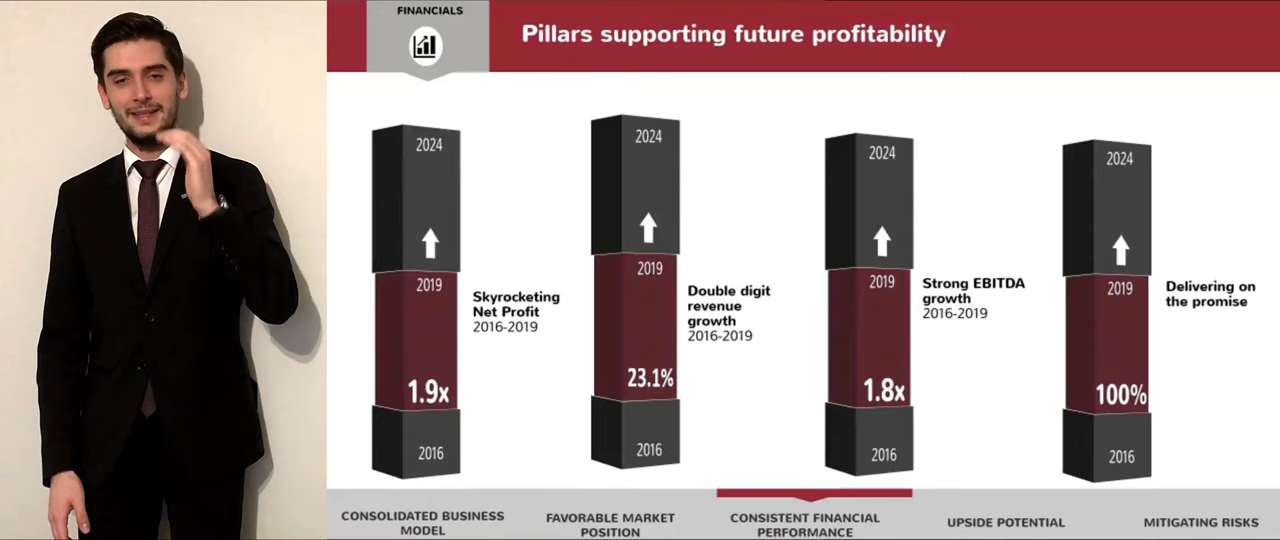 FINANCIALS
Pillars supporting future profitability
2024
2019
1.9x
2016
Skyrocketing
Net Profit
2016-2019
2024
2019
23.1%
2016
Double digit
revenue
growth
2016-2019
2024
2019
1.8x
2016
Strong EBITDA
growth
2016-2019
2024
2019
100%
2016
Delivering on
the promise
CONSOLIDATED BUSINESS
MODEL
FAVORABLE MARKET
POSITION
CONSISTENT FINANCIAL
PERFORMANCE
UPSIDE POTENTIAL
MITIGATING RISKS